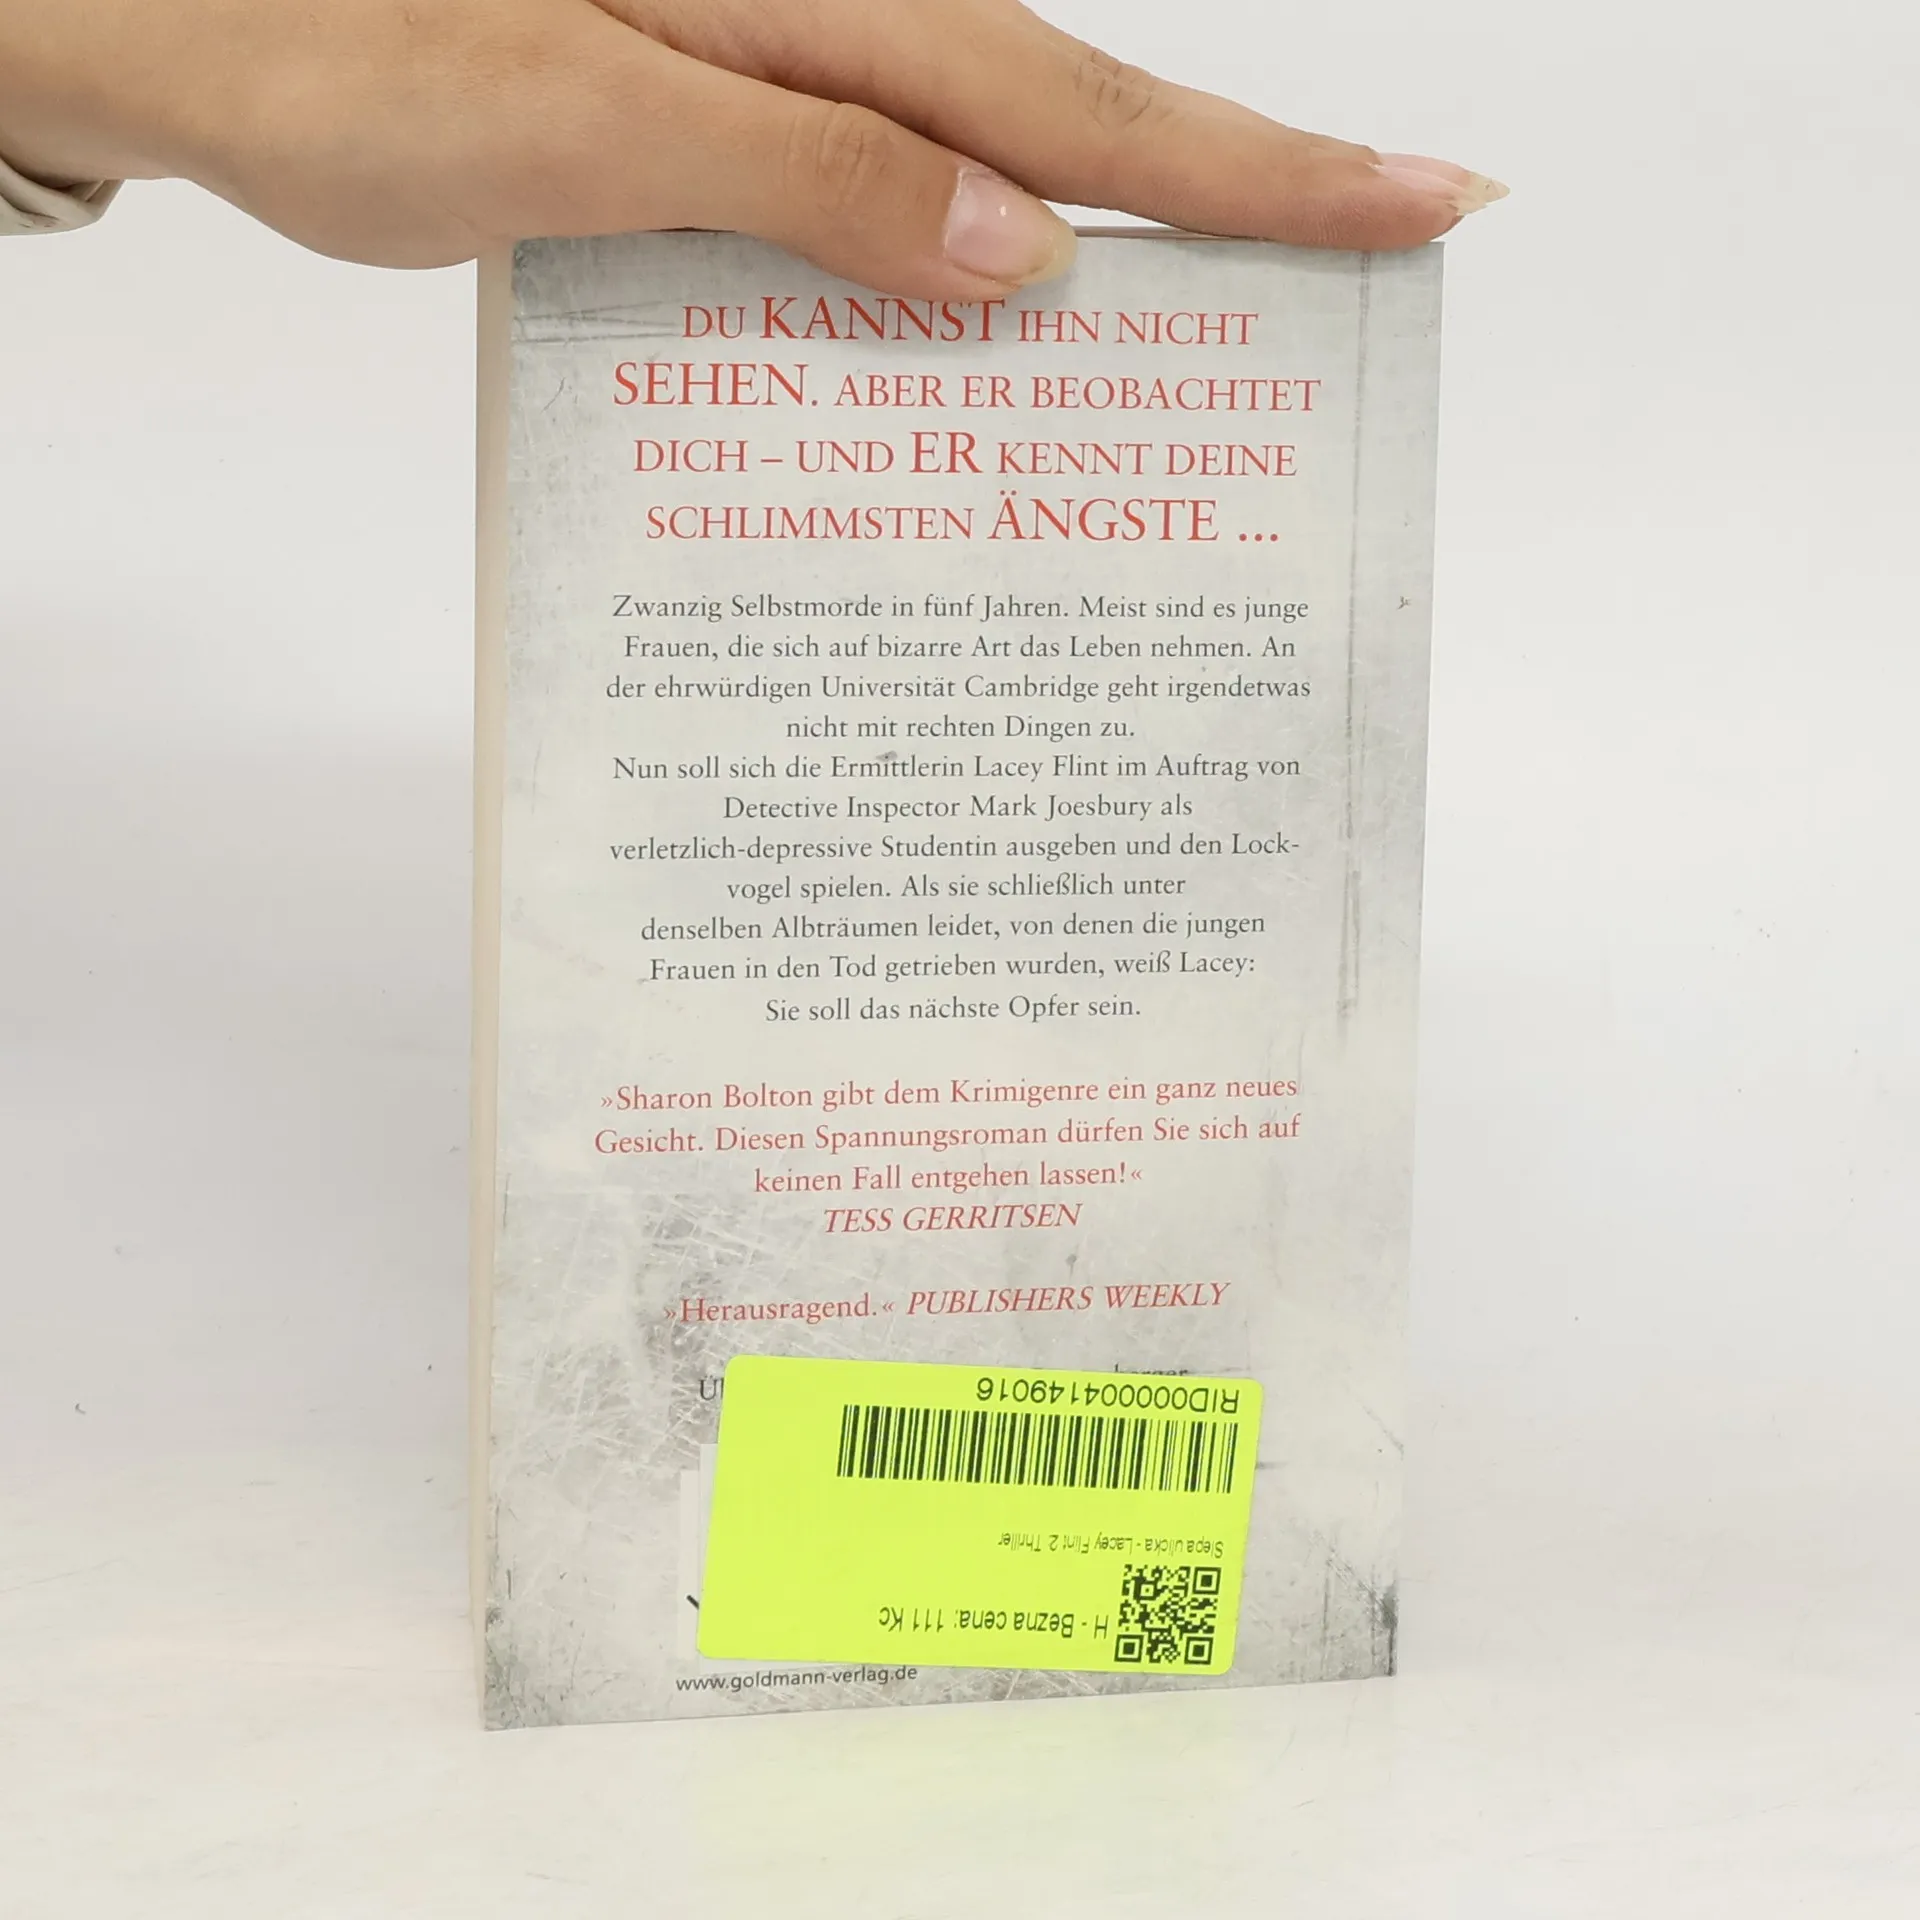 DU KANNST IHN NICHT
SEHEN. ABER ER BEOBACHTET
DICH – UND ER KENNT DEINE
SCHLIMMSTEN ÄNGSTE ...
Zwanzig Selbstmorde in fünf Jahren. Meist sind es junge
Frauen, die sich auf bizarre Art das Leben nehmen. An
der ehrwürdigen Universität Cambridge geht irgendetwas
nicht mit rechten Dingen zu.
Nun soll sich die Ermittlerin Lacey Flint im Auftrag von
Detective Inspector Mark Joesbury als
verletzlich-depressive Studentin ausgeben und den Lock-
vogel spielen. Als sie schließlich unter
denselben Albträumen leidet, von denen die jungen
Frauen in den Tod getrieben wurden, weiß Lacey:
Sie soll das nächste Opfer sein.
»Sharon Bolton gibt dem Krimigenre ein ganz neues
Gesicht. Diesen Spannungsroman dürfen Sie sich auf
keinen Fall entgehen lassen!«
TESS GERRITSEN
»Herausragend.« PUBLISHERS WEEKLY
RID000004149016
Slepa ulicka - Lacey Flint 2 Thriller
H - Bezna cena: 111 Kc
www.goldmann-verlag.de